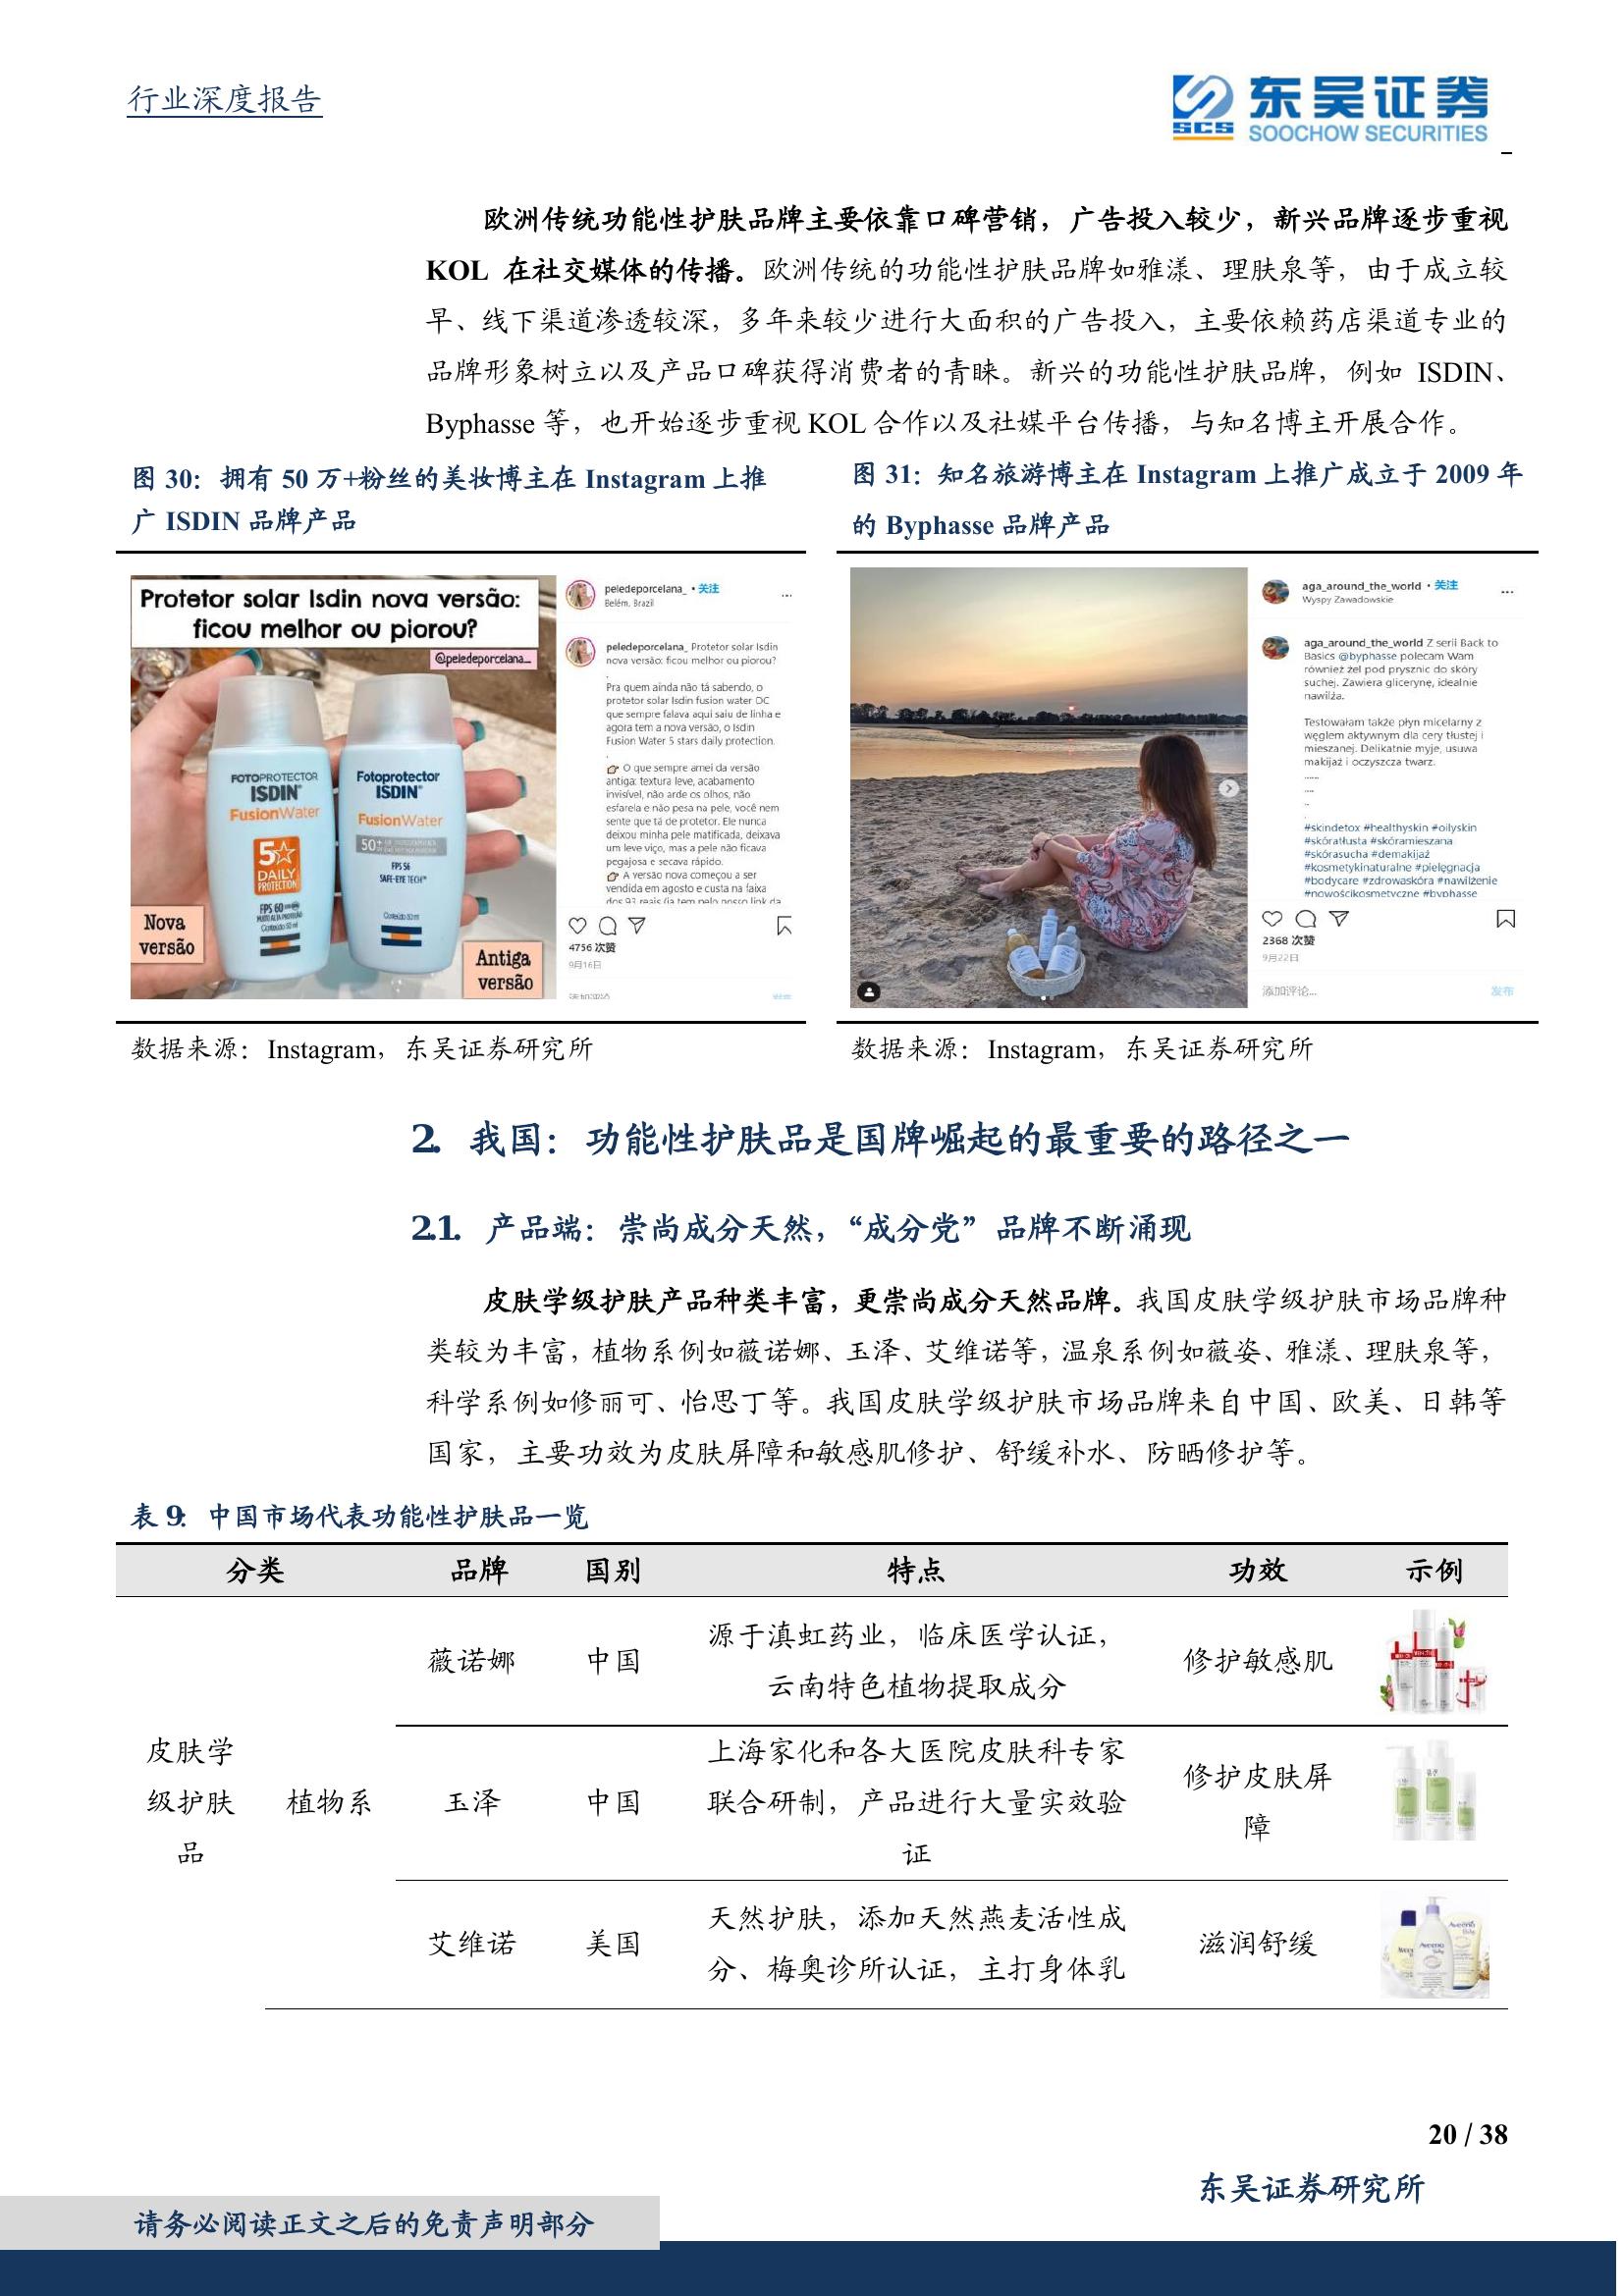 行业深度报告
东吴证券
SCS
SOOCHOW SECURITIES
欧洲传统功能性护肤品牌主要依靠口碑营销，广告投入较少，新兴品牌逐步重视
KOL 在社交媒体的传播。欧洲传统的功能性护肤品牌如雅漾、理肤泉等，由于成立较
早、线下渠道渗透较深，多年来较少进行大面积的广告投入，主要依赖药店渠道专业的
品牌形象树立以及产品口碑获得消费者的青睐。新兴的功能性护肤品牌，例如 ISDIN、
Byphasse 等，也开始逐步重视 KOL 合作以及社媒平台传播，与知名博主开展合作。
图 30：拥有 50 万+粉丝的美妆博主在 Instagram 上推
广 ISDIN 品牌产品
Protetor solar Isdin nova versão:
ficou melhor ou piorou?
@peledeporcelana_
FOTOPROTECTOR
ISDIN
FusionWater
5
DAILY
PROTECTION
FPS 60
Fotoprotector
ISDIN
FusionWater
50+
FPS 56
SAFE-EYE TECH
Nova
versão
Antiga
versão
peledeporcelana_ • 关注
Belém, Brazil
...
peledeporcelana_ Protetor solar Isdin
nova versão: ficou melhor ou piorou?
.
Pra quem ainda não tá sabendo, o
protetor solar Isdin fusion water DC
que sempre falava aqui saiu de linha e
agora tem a nova versão, o Isdin
Fusion Water 5 stars daily protection.
.
O que sempre amei da versão
antiga: textura leve, acabamento
invisível, não arde os olhos, não
esfarela e não pesa na pele, você nem
sente que tá de protetor. Ele nunca
deixou minha pele matificada, deixava
um leve viço, mas a pele não ficava
pegajosa e secava rápido.
A versão nova começou a ser
vendida em agosto e custa na faixa
dos 93 reais (ja tem pelo nosso link da
4756 次赞
9月16日
图 31：知名旅游博主在 Instagram 上推广成立于 2009 年
的 Byphasse 品牌产品
aga_around_the_world • 关注
Wyspy Zawadowskie
...
aga_around_the_world Z serii Back to
Basics @byphasse polecam Wam
również żel pod prysznic do skóry
suchej. Zawiera glicerynę, idealnie
nawilża.
Testowałam także płyn micelarny z
węglem aktywnym dla cery tłustej i
mieszanej. Delikatnie myje, usuwa
makijaż i oczyszcza twarz.
......
....
..
.
#skindetox #healthyskin #oilyskin
#skóratłusta #skóramieszana
#skórasucha #demakijaż
#kosmetykinaturalne #pielęgnacja
#bodycare #zdrowaskóra #nawilżenie
#nowościkosmetyczne #byphasse
2368 次赞
9月22日
添加评论...
发布
数据来源：Instagram，东吴证券研究所
数据来源：Instagram，东吴证券研究所
2. 我国：功能性护肤品是国牌崛起的最重要的路径之一
2.1. 产品端：崇尚成分天然，“成分党”品牌不断涌现
皮肤学级护肤产品种类丰富，更崇尚成分天然品牌。我国皮肤学级护肤市场品牌种
类较为丰富，植物系例如薇诺娜、玉泽、艾维诺等，温泉系例如薇姿、雅漾、理肤泉等，
科学系例如修丽可、怡思丁等。我国皮肤学级护肤市场品牌来自中国、欧美、日韩等
国家，主要功效为皮肤屏障和敏感肌修护、舒缓补水、防晒修护等。
表 9：中国市场代表功能性护肤品一览
分类 品牌 国别 特点 功效 示例
皮肤学
级护肤
品
植物系
薇诺娜 中国
源于滇虹药业，临床医学认证，
云南特色植物提取成分
修护敏感肌
玉泽 中国
上海家化和各大医院皮肤科专家
联合研制，产品进行大量实效验
证
修护皮肤屏
障
艾维诺 美国
天然护肤，添加天然燕麦活性成
分、梅奥诊所认证，主打身体乳
滋润舒缓
Aveeno
Aveeno
20 / 38
东吴证券研究所
请务必阅读正文之后的免责声明部分